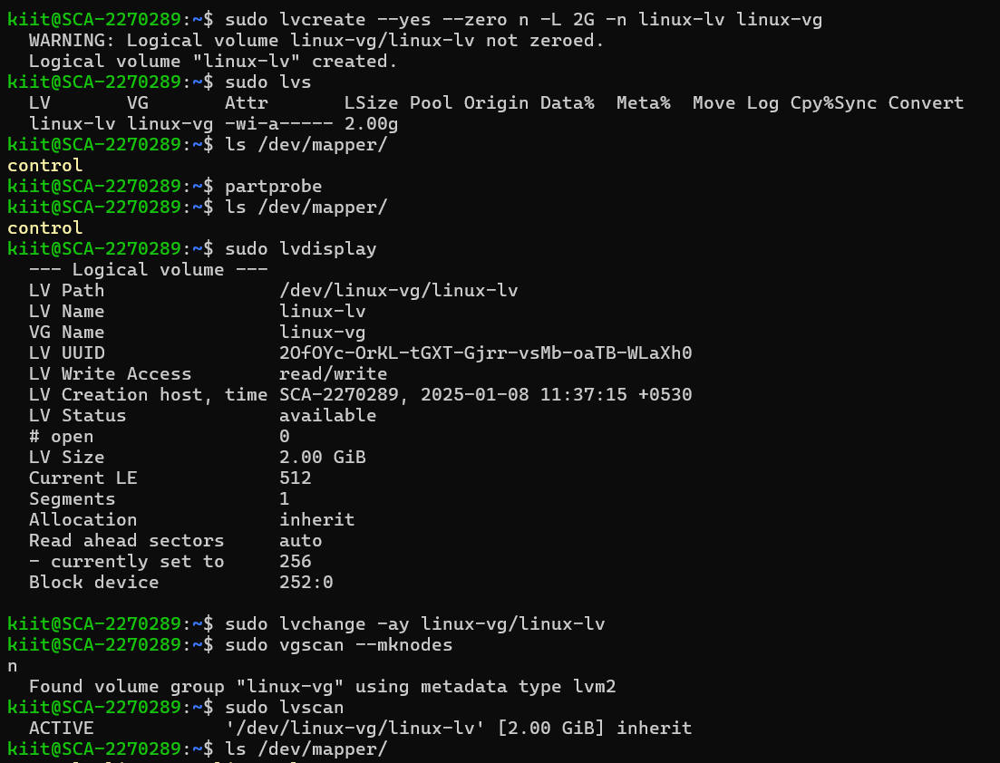 kiit@SCA-2270289:~$ sudo lvcreate --yes --zero n -L 2G -n linux-lv linux-vg
  WARNING: Logical volume linux-vg/linux-lv not zeroed.
  Logical volume "linux-lv" created.
kiit@SCA-2270289:~$ sudo lvs
  LV       VG       Attr       LSize Pool Origin Data%  Meta%  Move Log Cpy%Sync Convert
  linux-lv linux-vg -wi-a----- 2.00g
kiit@SCA-2270289:~$ ls /dev/mapper/
control
kiit@SCA-2270289:~$ partprobe
kiit@SCA-2270289:~$ ls /dev/mapper/
control
kiit@SCA-2270289:~$ sudo lvdisplay
  --- Logical volume ---
  LV Path                /dev/linux-vg/linux-lv
  LV Name                linux-lv
  VG Name                linux-vg
  LV UUID                2OfOYc-OrKL-tGXT-Gjrr-vsMb-oaTB-WLaXh0
  LV Write Access        read/write
  LV Creation host, time SCA-2270289, 2025-01-08 11:37:15 +0530
  LV Status              available
  # open                 0
  LV Size                2.00 GiB
  Current LE             512
  Segments               1
  Allocation             inherit
  Read ahead sectors     auto
  - currently set to     256
  Block device           252:0
kiit@SCA-2270289:~$ sudo lvchange -ay linux-vg/linux-lv
kiit@SCA-2270289:~$ sudo vgscan --mknodes
n
  Found volume group "linux-vg" using metadata type lvm2
kiit@SCA-2270289:~$ sudo lvscan
  ACTIVE            '/dev/linux-vg/linux-lv' [2.00 GiB] inherit
kiit@SCA-2270289:~$ ls /dev/mapper/